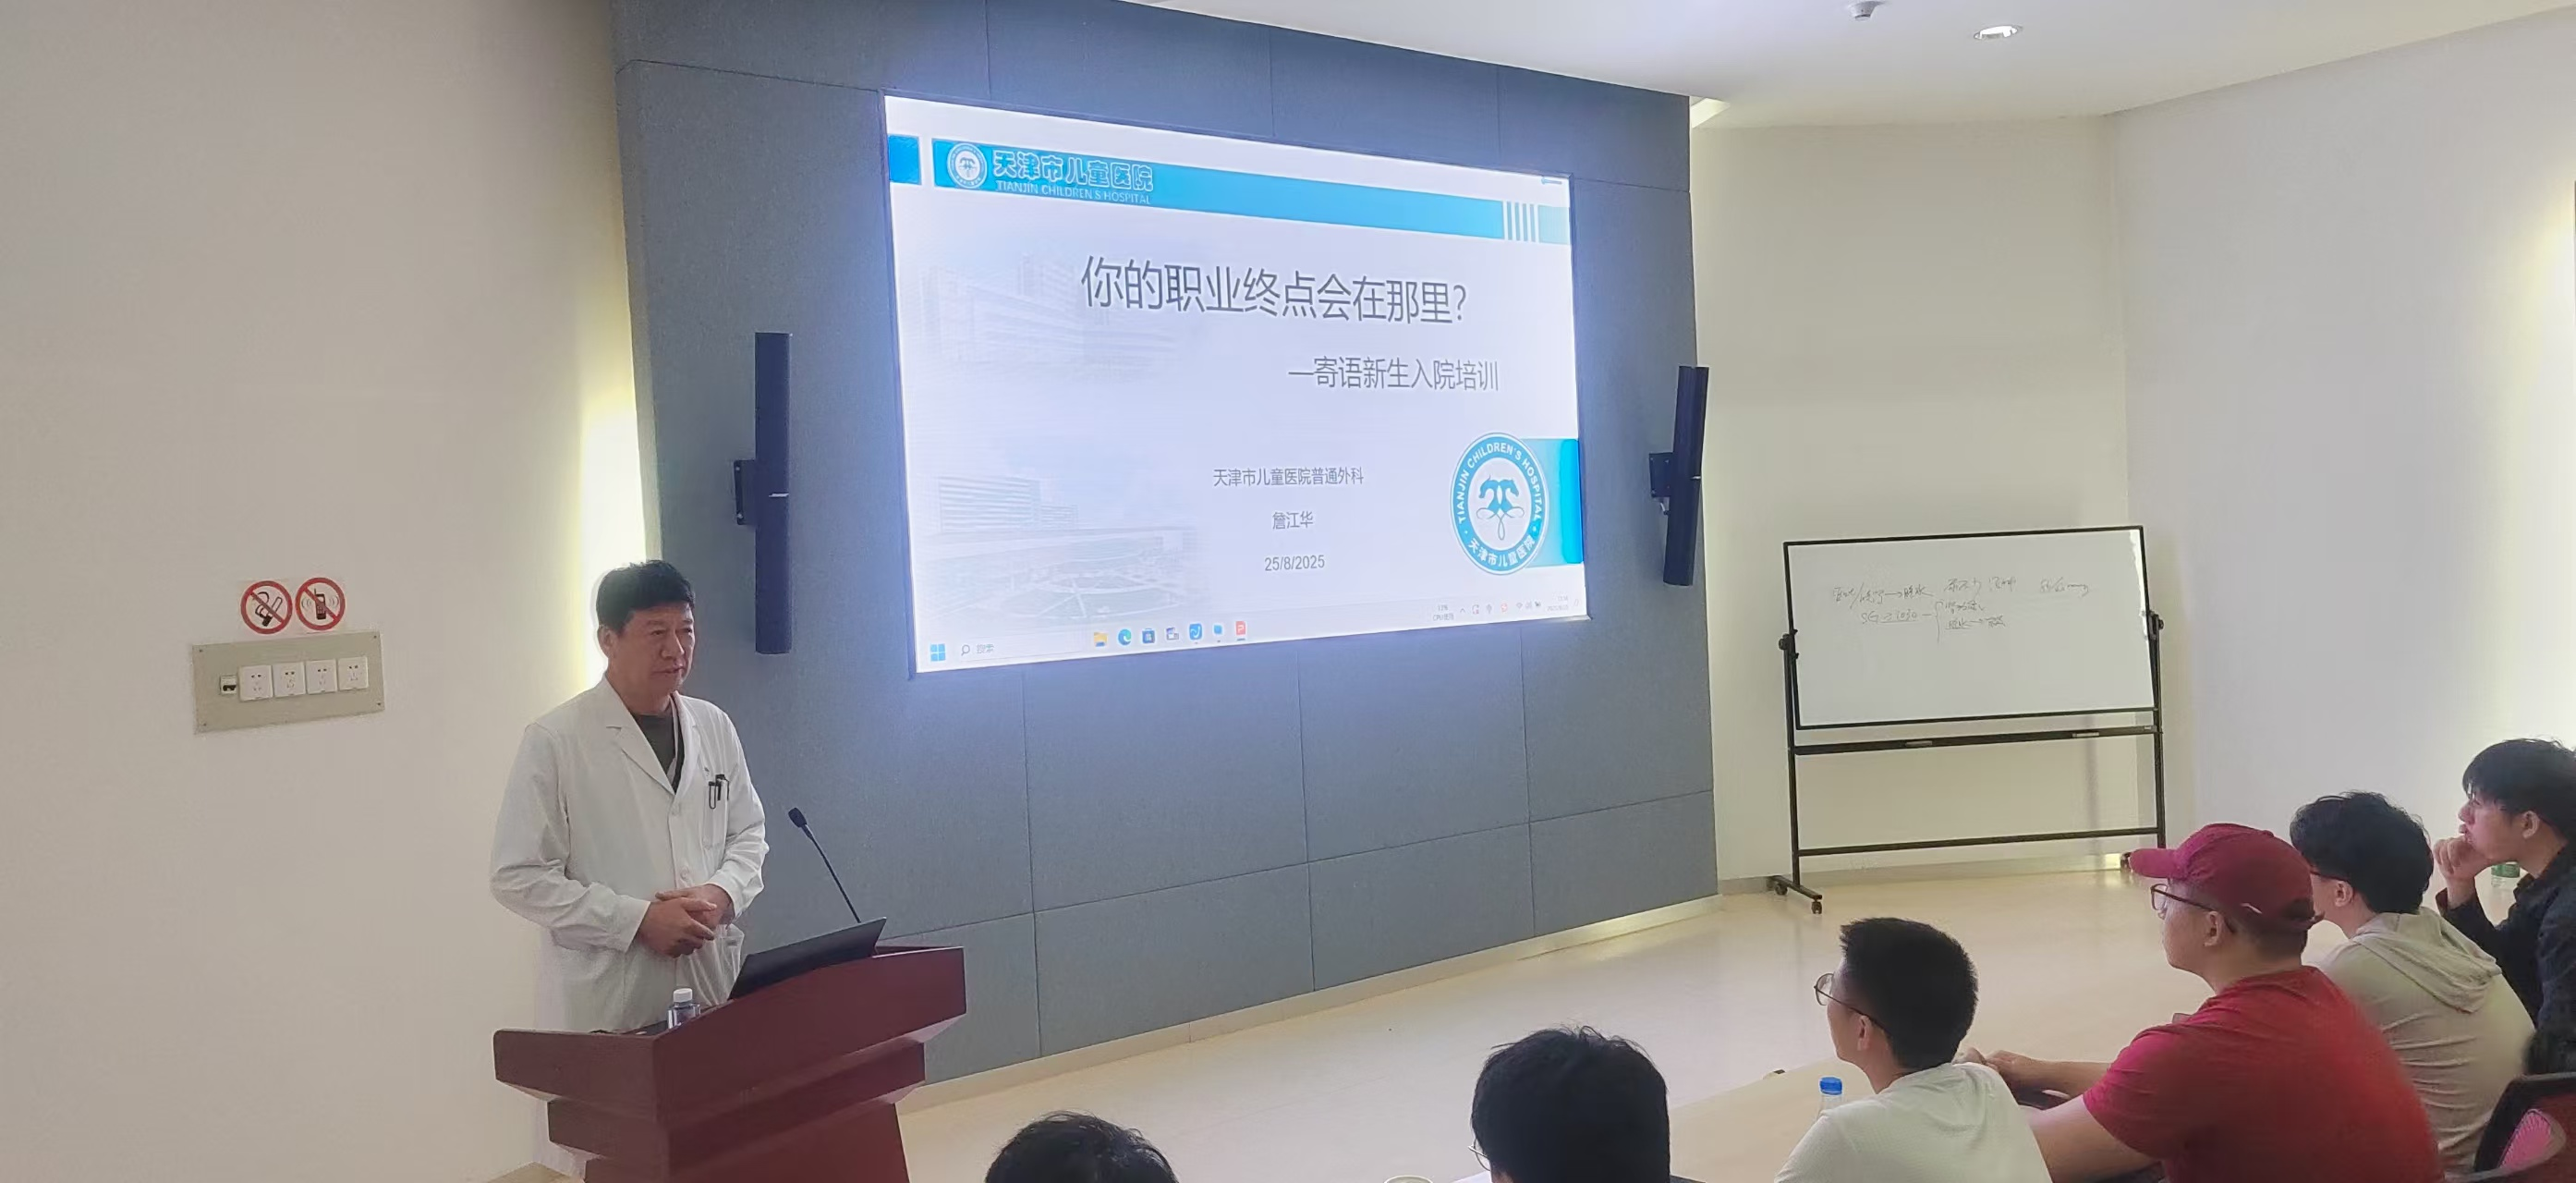 天津市儿童医院
TIANJIN CHILDREN'S HOSPITAL
你的职业终点会在那里?
—寄语新生入院培训
天津市儿童医院普通外科
詹江华
25/8/2025
TIANJIN CHILDREN'S HOSPITAL
天津市儿童医院
搜索